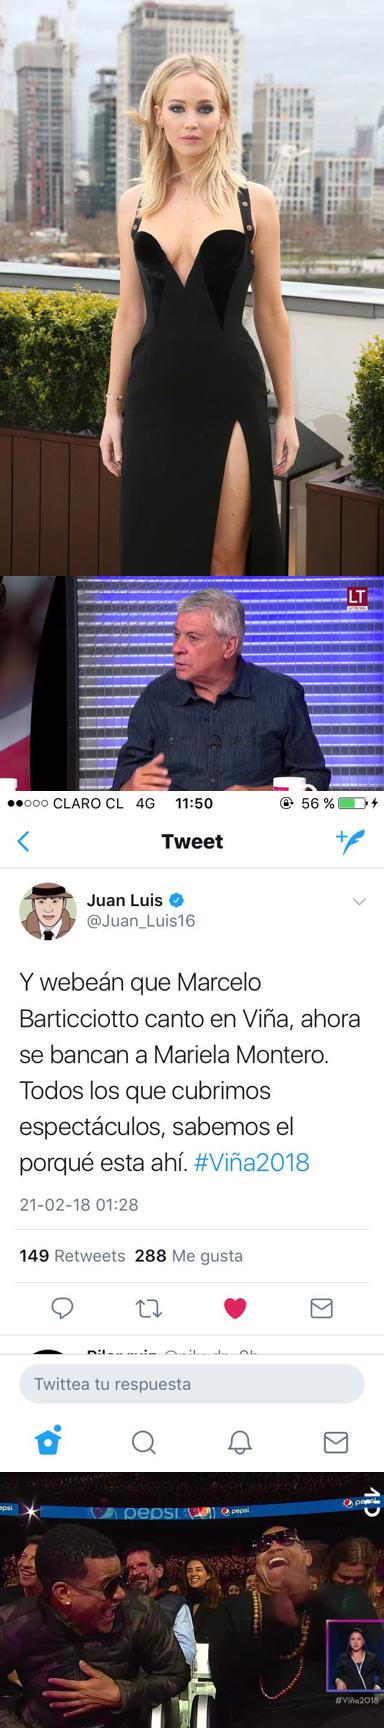 LT
CLARO CL 4G 11:50 56 %
Tweet
Juan Luis
@Juan_Luis16
Y webeán que Marcelo
Barticciotto canto en Viña, ahora
se bancan a Mariela Montero.
Todos los que cubrimos
espectáculos, sabemos el
porqué esta ahí. #Viña2018
21-02-18 01:28
149 Retweets 288 Me gusta
Twittea tu respuesta
pepsi
pepsi
pepsi
pepsi
#Viña2018